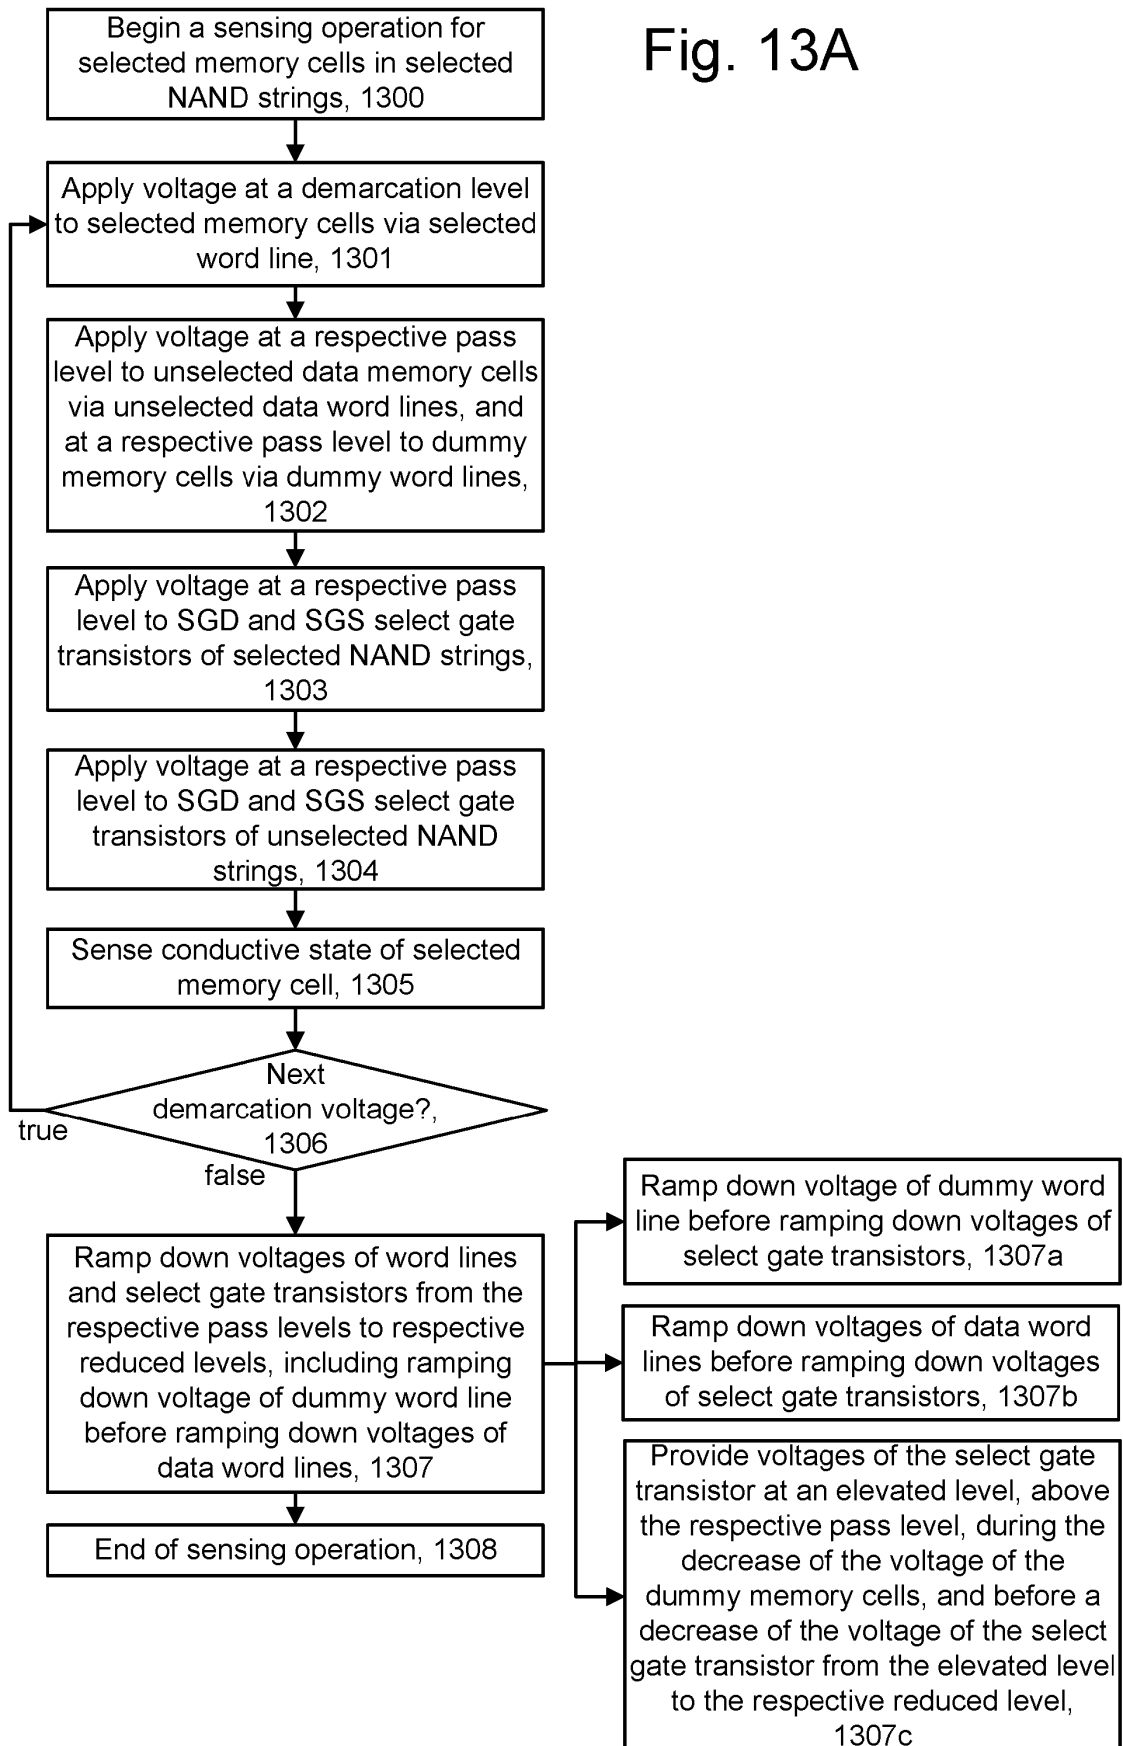 Fig. 13A
Begin a sensing operation for
selected memory cells in selected
NAND strings, 1300
Apply voltage at a demarcation level
to selected memory cells via selected
word line, 1301
Apply voltage at a respective pass
level to unselected data memory cells
via unselected data word lines, and
at a respective pass level to dummy
memory cells via dummy word lines,
1302
Apply voltage at a respective pass
level to SGD and SGS select gate
transistors of selected NAND strings,
1303
Apply voltage at a respective pass
level to SGD and SGS select gate
transistors of unselected NAND
strings, 1304
Sense conductive state of selected
memory cell, 1305
Next
demarcation voltage?,
1306
true
false
Ramp down voltages of word lines
and select gate transistors from the
respective pass levels to respective
reduced levels, including ramping
down voltage of dummy word line
before ramping down voltages of
data word lines, 1307
End of sensing operation, 1308
Ramp down voltage of dummy word
line before ramping down voltages of
select gate transistors, 1307a
Ramp down voltages of data word
lines before ramping down voltages
of select gate transistors, 1307b
Provide voltages of the select gate
transistor at an elevated level, above
the respective pass level, during the
decrease of the voltage of the
dummy memory cells, and before a
decrease of the voltage of the select
gate transistor from the elevated level
to the respective reduced level,
1307c